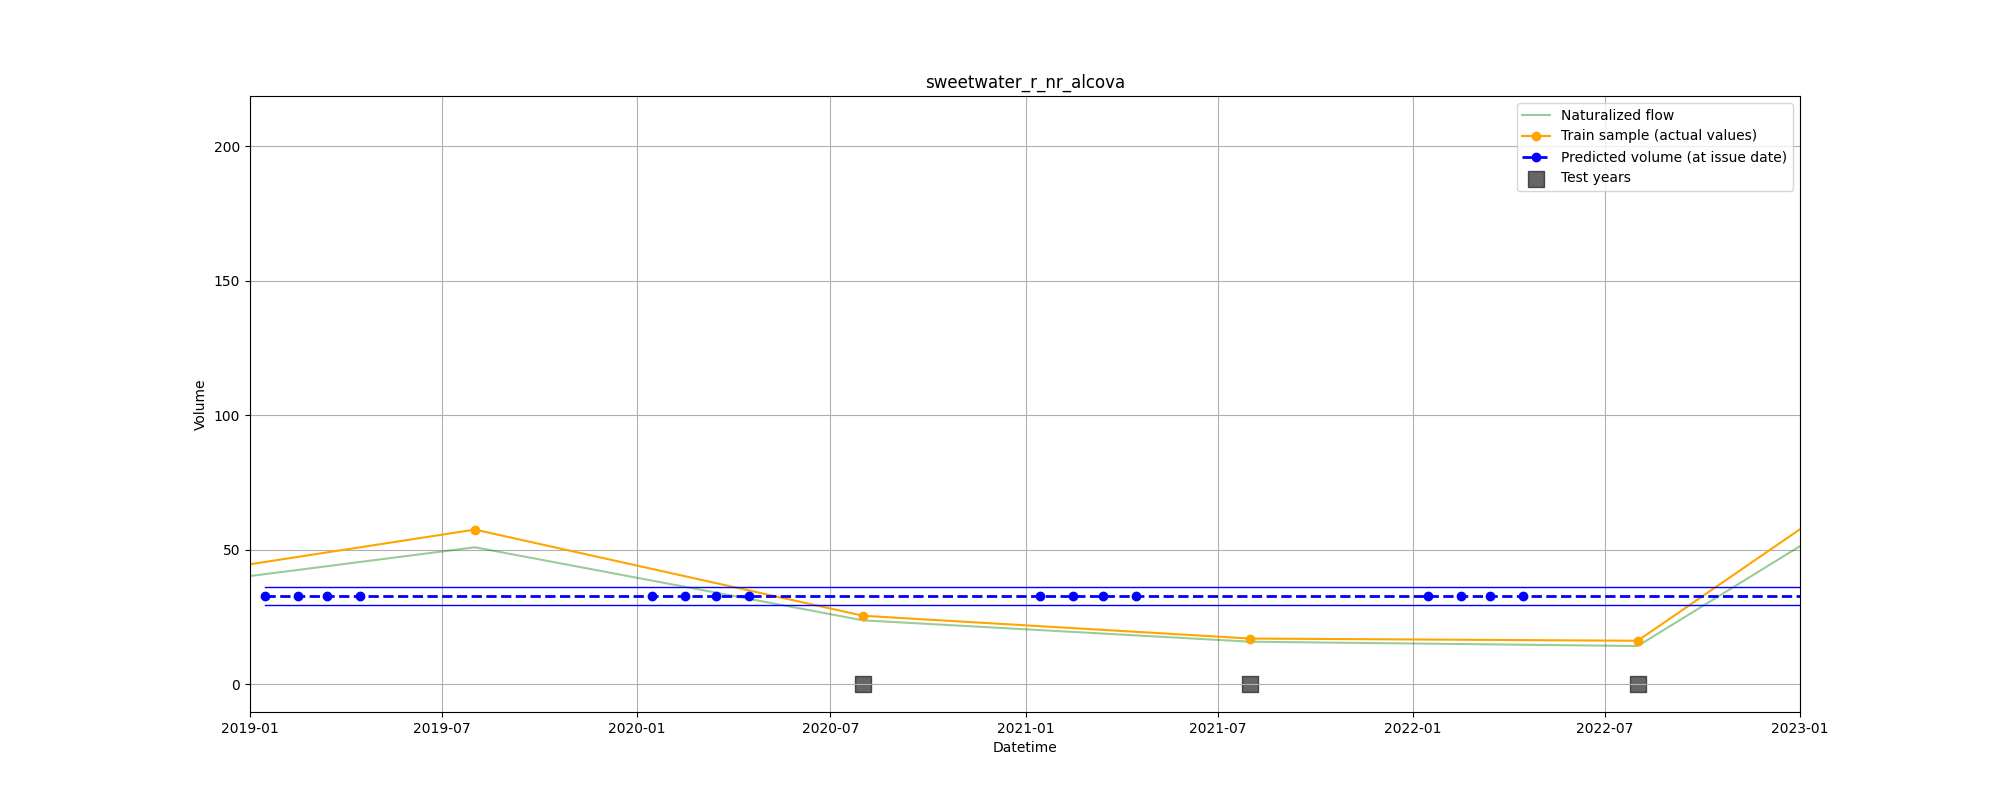 sweetwater_r_nr_alcova
Naturalized flow
Train sample (actual values)
Predicted volume (at issue date)
Test years
200
150
100
50
0
Volume
2019-01 2019-07 2020-01 2020-07 2021-01 2021-07 2022-01 2022-07 2023-01
Datetime